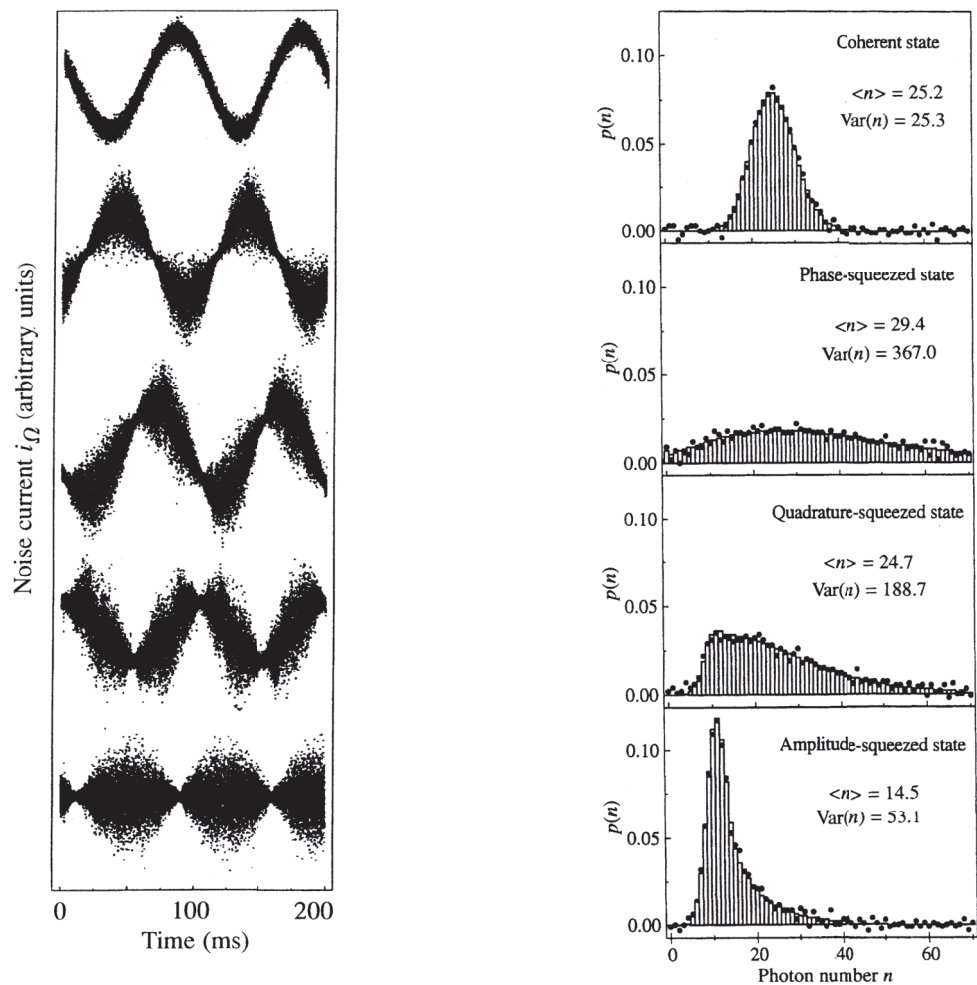 Noise current iΩ (arbitrary units)
0 100 200
Time (ms)
Coherent state
<n> = 25.2
Var(n) = 25.3
0.10
0.05
0.00
p(n)
Phase-squeezed state
<n> = 29.4
Var(n) = 367.0
0.10
0.05
0.00
p(n)
Quadrature-squeezed state
<n> = 24.7
Var(n) = 188.7
0.10
0.05
0.00
p(n)
Amplitude-squeezed state
<n> = 14.5
Var(n) = 53.1
0.10
0.05
0.00
p(n)
0 20 40 60
Photon number n